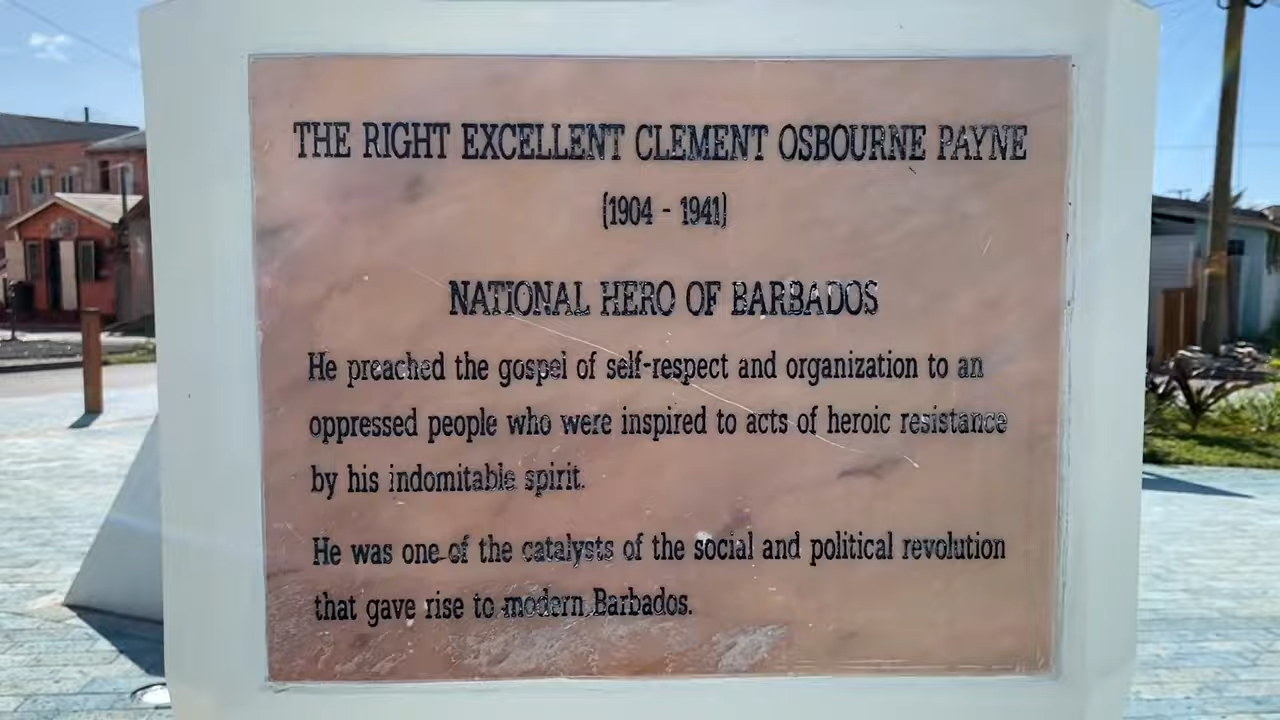 THE RIGHT EXCELLENT CLEMENT OSBOURNE PAYNE
(1904 - 1941)
NATIONAL HERO OF BARBADOS
He preached the gospel of self-respect and organization to an
oppressed people who were inspired to acts of heroic resistance
by his indomitable spirit.
He was one of the catalysts of the social and political revolution
that gave rise to modern Barbados.